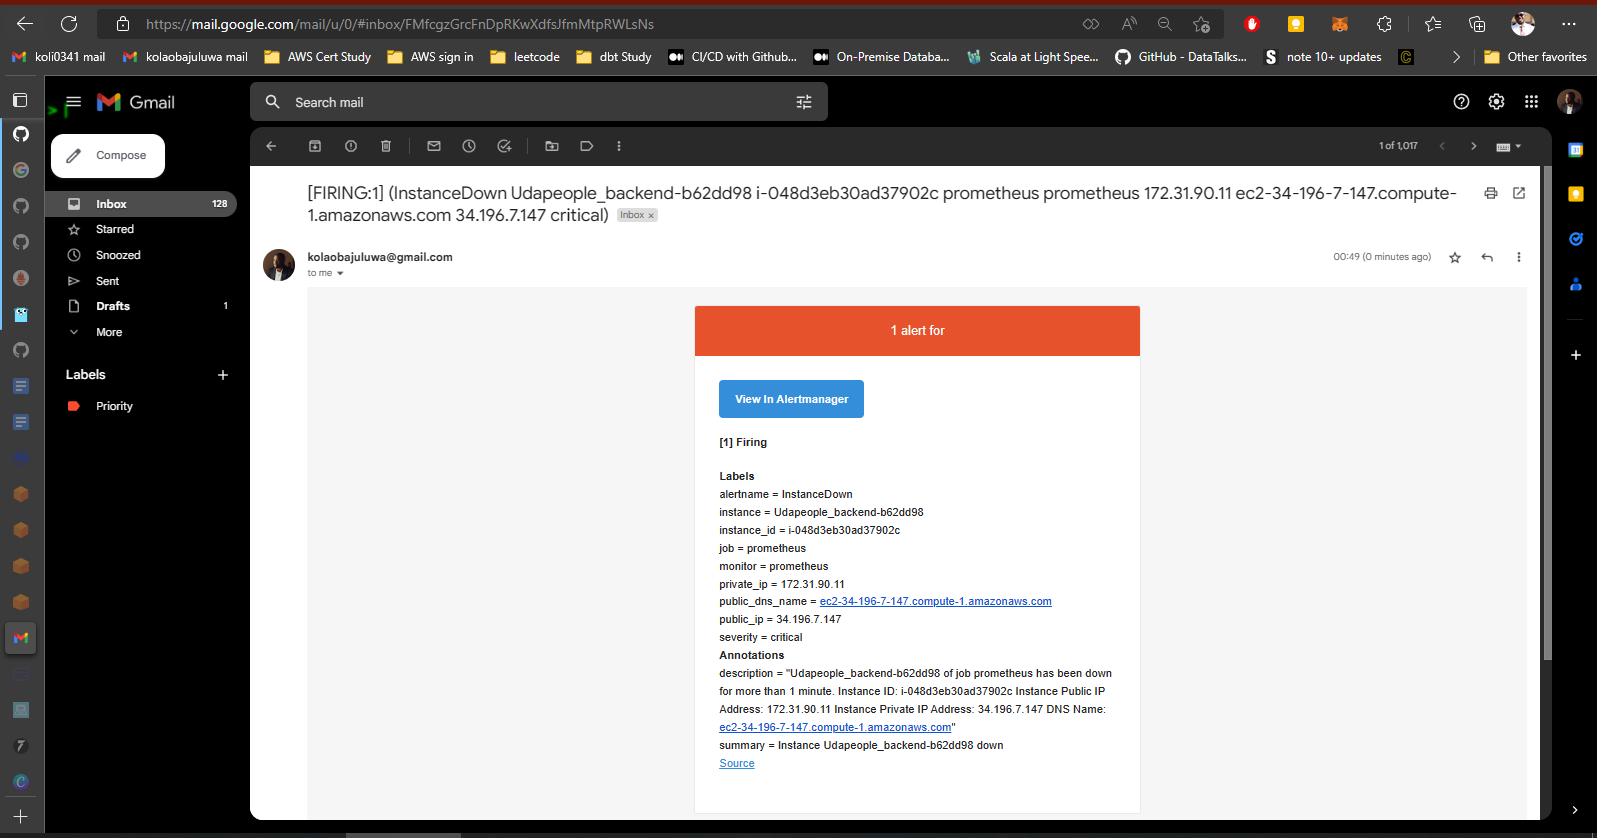 https://mail.google.com/mail/u/0/#inbox/FMfcgzGrcFnDpRKwXdfsJfmMtpRWLsNs
koli0341 mail
kolaobajuluwa mail
AWS Cert Study
AWS sign in
leetcode
dbt Study
CI/CD with Github...
On-Premise Databa...
Scala at Light Spee...
GitHub - DataTalks...
note 10+ updates
Other favorites
Gmail
Search mail
Compose
1 of 1,017
Inbox 128
Starred
Snoozed
Sent
Drafts 1
More
Labels
Priority
[FIRING:1] (InstanceDown Udapeople_backend-b62dd98 i-048d3eb30ad37902c prometheus prometheus 172.31.90.11 ec2-34-196-7-147.compute-
1.amazonaws.com 34.196.7.147 critical) Inbox x
kolaobajuluwa@gmail.com
00:49 (0 minutes ago)
to me
1 alert for
View In Alertmanager
[1] Firing
Labels
alertname = InstanceDown
instance = Udapeople_backend-b62dd98
instance_id = i-048d3eb30ad37902c
job = prometheus
monitor = prometheus
private_ip = 172.31.90.11
public_dns_name = ec2-34-196-7-147.compute-1.amazonaws.com
public_ip = 34.196.7.147
severity = critical
Annotations
description = "Udapeople_backend-b62dd98 of job prometheus has been down
for more than 1 minute. Instance ID: i-048d3eb30ad37902c Instance Public IP
Address: 172.31.90.11 Instance Private IP Address: 34.196.7.147 DNS Name:
ec2-34-196-7-147.compute-1.amazonaws.com"
summary = Instance Udapeople_backend-b62dd98 down
Source